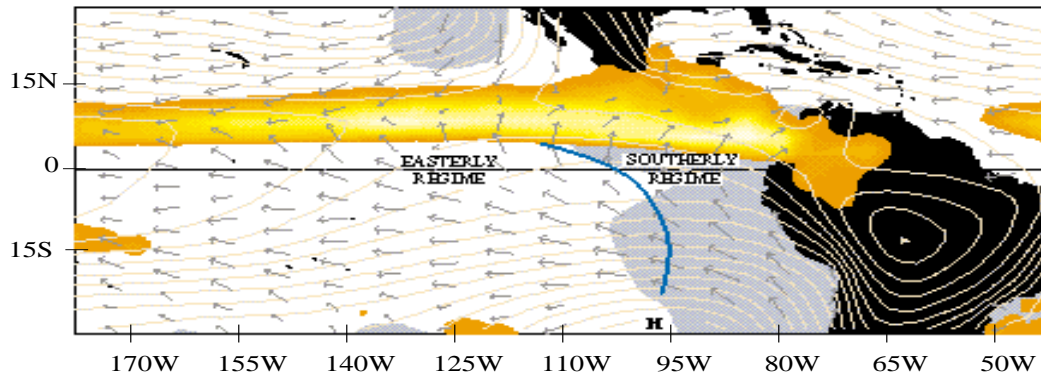 15N
0
15S
EASTERLY
REGIME
SOUTHERLY
REGIME
H
170W 155W 140W 125W 110W 95W 80W 65W 50W